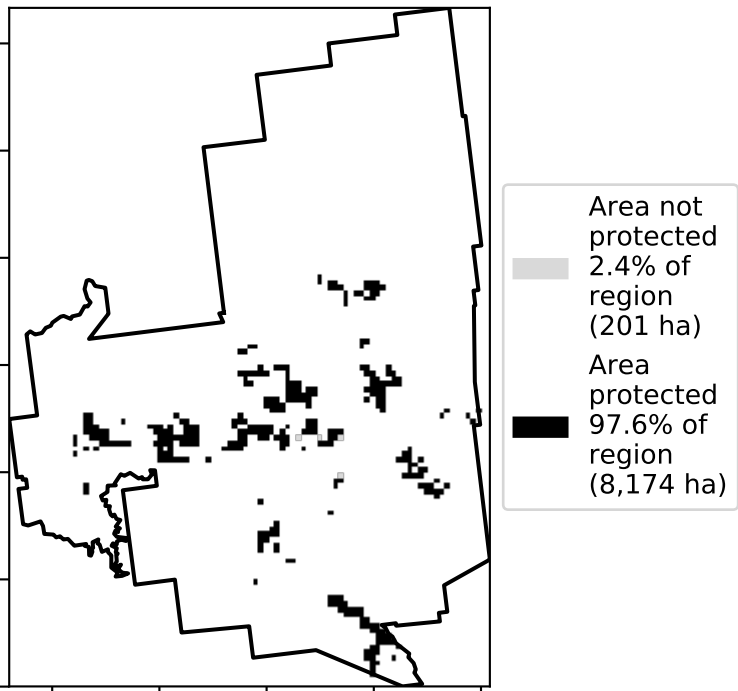 Area not
protected
2.4% of
region
(201 ha)
Area
protected
97.6% of
region
(8,174 ha)